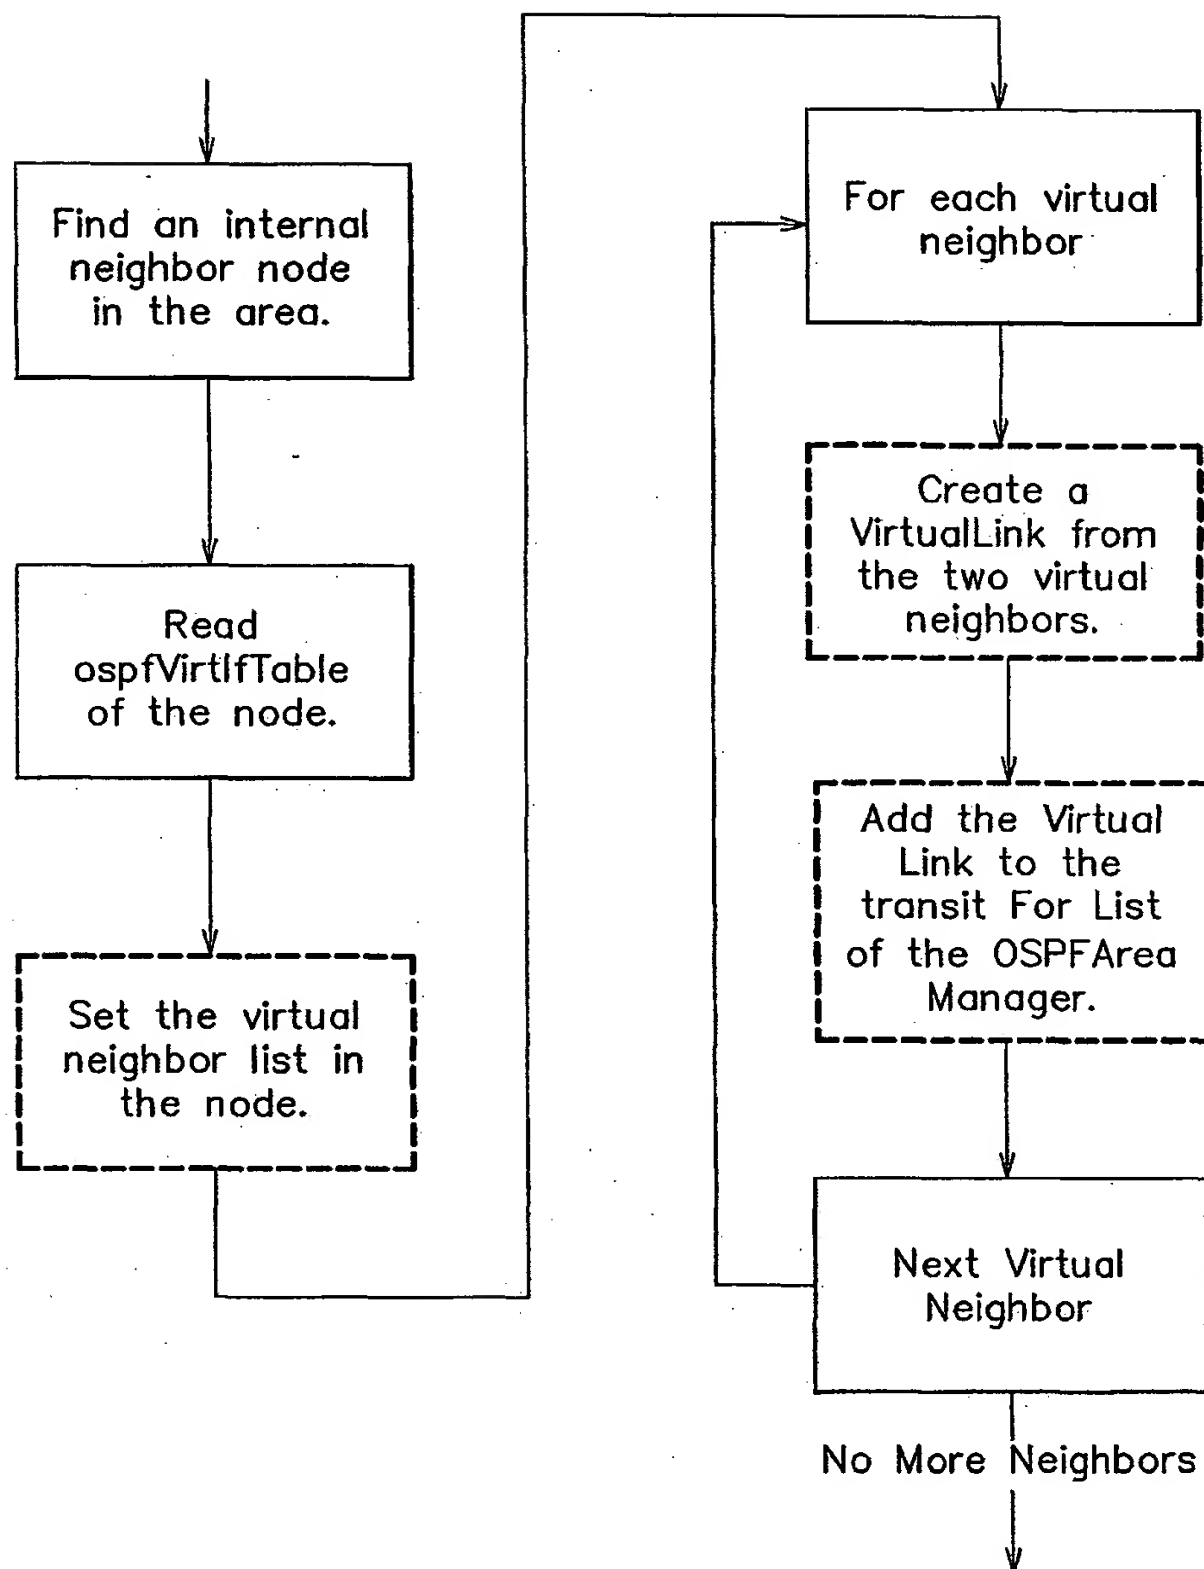 Find an internal
neighbor node
in the area.
Read
ospfVirtIfTable
of the node.
Set the virtual
neighbor list in
the node.
For each virtual
neighbor
Create a
VirtualLink from
the two virtual
neighbors.
Add the Virtual
Link to the
transit For List
of the OSPFArea
Manager.
Next Virtual
Neighbor
No More Neighbors